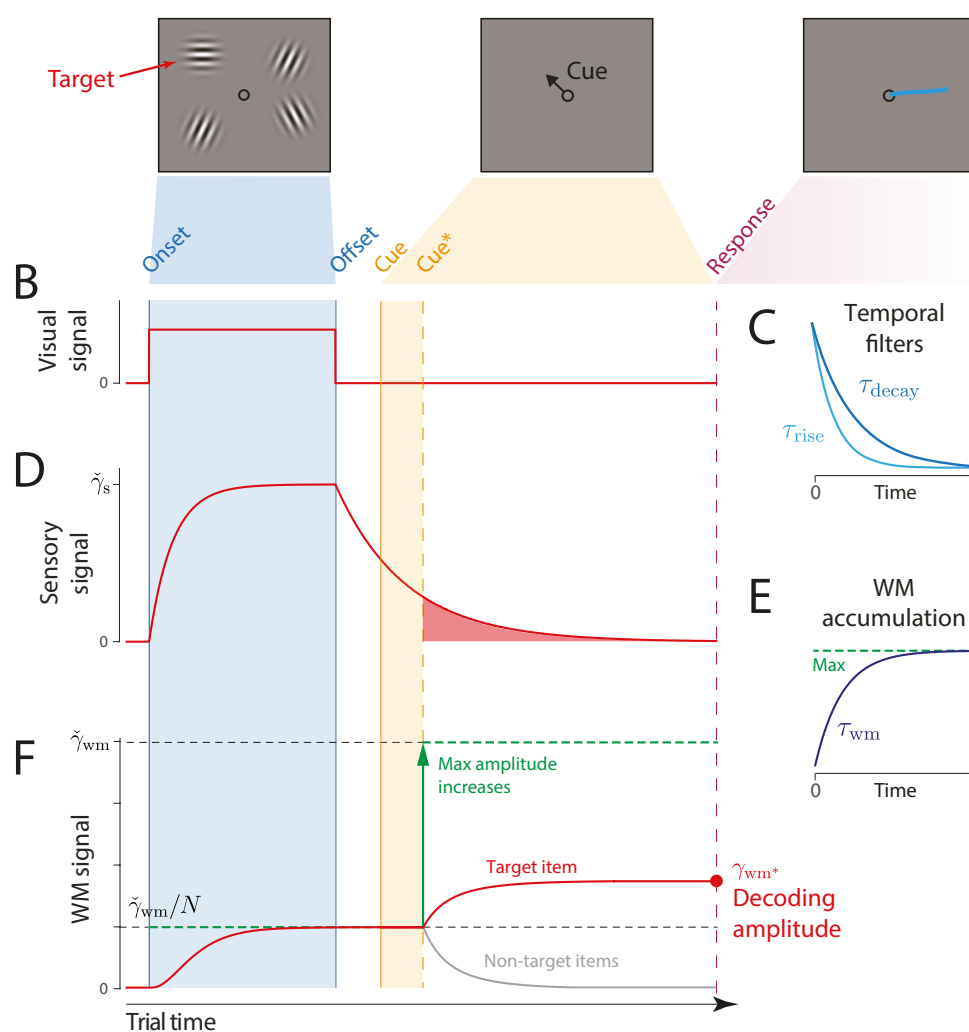 Target
Cue
Onset
Offset
Cue
Cue*
Response
B
Visual
signal
0
C
Temporal
filters
τdecay
τrise
0
Time
D
γ̌s
Sensory
signal
0
E
WM
accumulation
Max
τwm
0
Time
F
γ̌wm
Max amplitude
increases
WM signal
Target item
γwm*
Decoding
amplitude
γ̌wm/N
Non-target items
0
Trial time